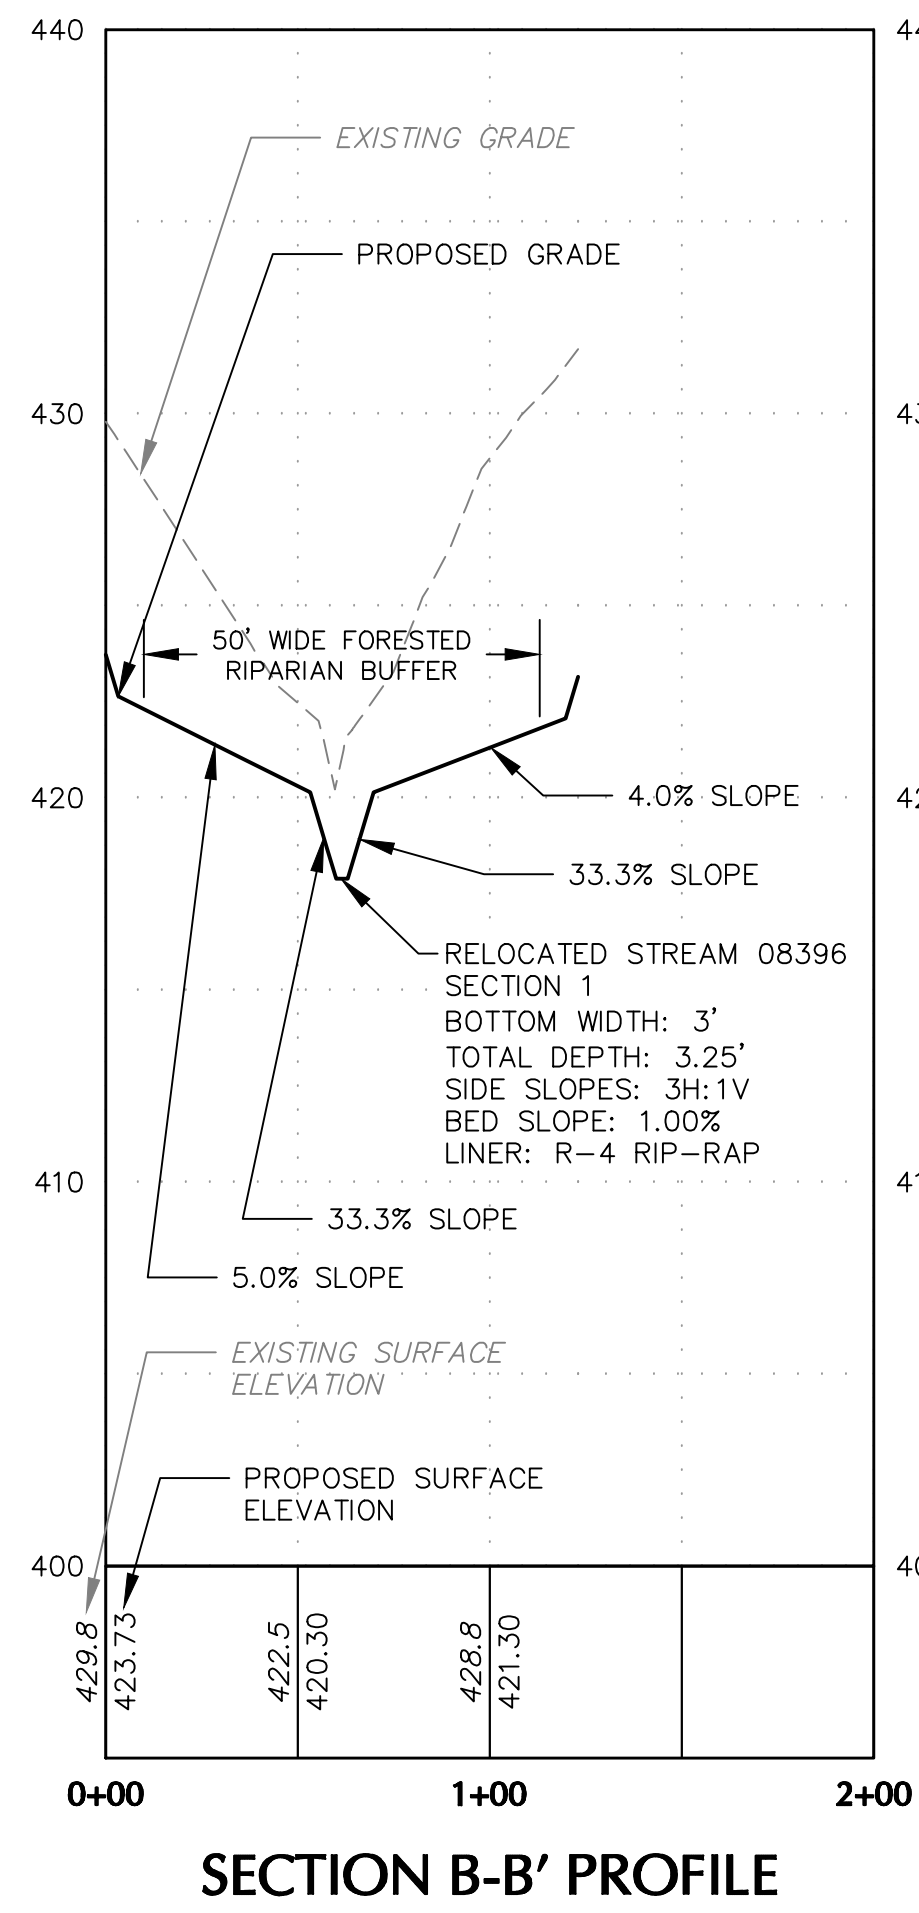 440
EXISTING GRADE
PROPOSED GRADE
430
50' WIDE FORESTED
RIPARIAN BUFFER
420
4.0% SLOPE
33.3% SLOPE
RELOCATED STREAM 08396
SECTION 1
BOTTOM WIDTH: 3'
TOTAL DEPTH: 3.25'
SIDE SLOPES: 3H:1V
BED SLOPE: 1.00%
LINER: R-4 RIP-RAP
410
33.3% SLOPE
5.0% SLOPE
EXISTING SURFACE
ELEVATION
PROPOSED SURFACE
ELEVATION
400
429.8
423.73
422.5
420.30
428.8
421.30
0+00 1+00 2+00
SECTION B-B' PROFILE